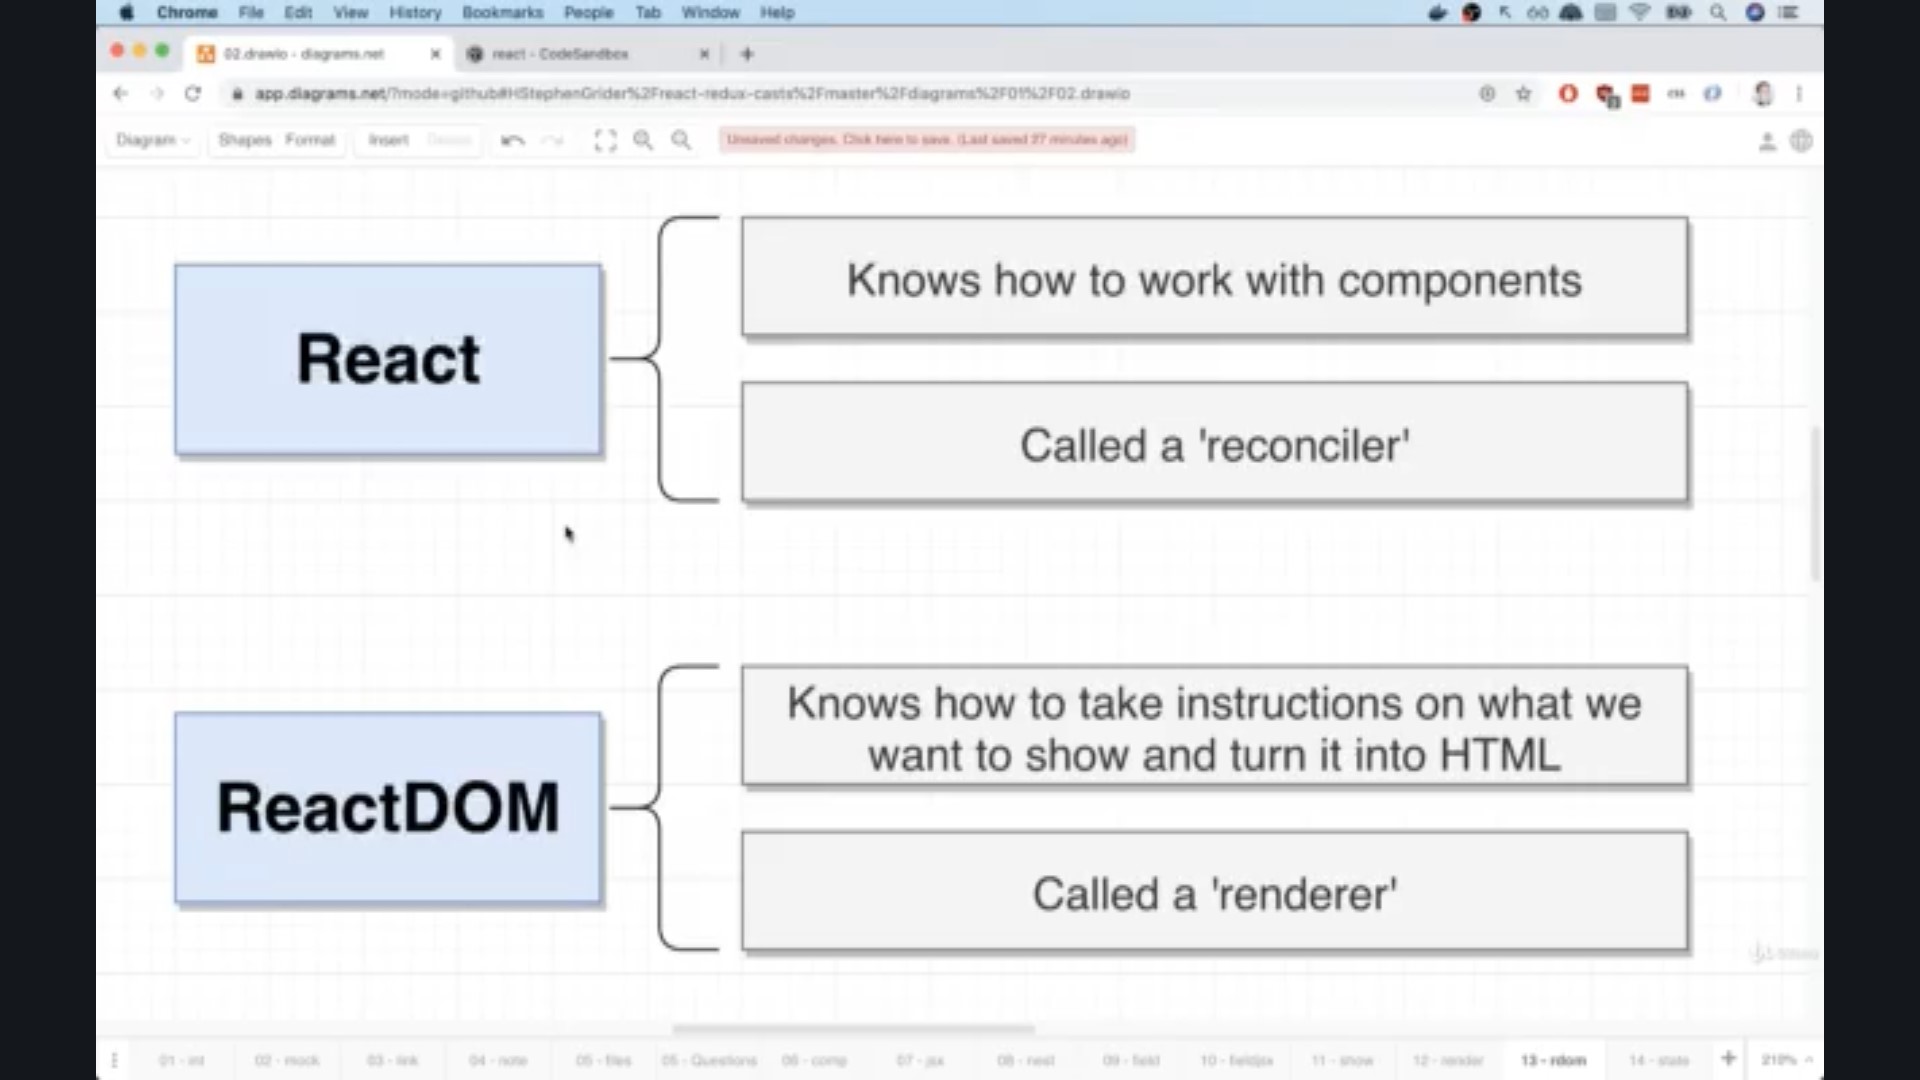 Chrome File Edit View History Bookmarks People Tab Window Help
02.drawio - diagrams.net
react - CodeSandbox
app.diagrams.net/?mode=github#HStephenGrider%2Freact-redux-casts%2Fmaster%2Fdiagrams%2F01%2F02.drawio
Diagram Shapes Format Insert Delete
Unsaved changes. Click here to save. (Last saved 27 minutes ago)
React
Knows how to work with components
Called a 'reconciler'
ReactDOM
Knows how to take instructions on what we
want to show and turn it into HTML
Called a 'renderer'
01 - int 02 - mock 03 - link 04 - note 05 - files 05 - Questions 06 - comp 07 - jsx 08 - nest 09 - field 10 - fieldjsx 11 - show 12 - render 13 - rdom 14 - state 219%